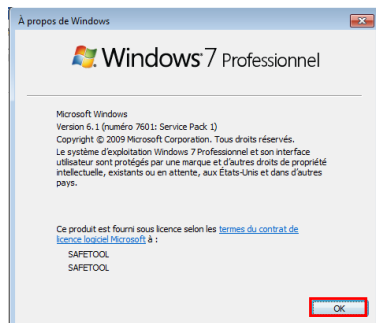 À propos de Windows
Windows 7 Professionnel
Microsoft Windows
Version 6.1 (numéro 7601: Service Pack 1)
Copyright © 2009 Microsoft Corporation. Tous droits réservés.
Le système d'exploitation Windows 7 Professionnel et son interface
utilisateur sont protégés par une marque et d'autres droits de propriété
intellectuelle, existants ou en attente, aux États-Unis et dans d'autres
pays.
Ce produit est fourni sous licence selon les termes du contrat de
licence logiciel Microsoft à :
SAFETOOL
SAFETOOL
OK